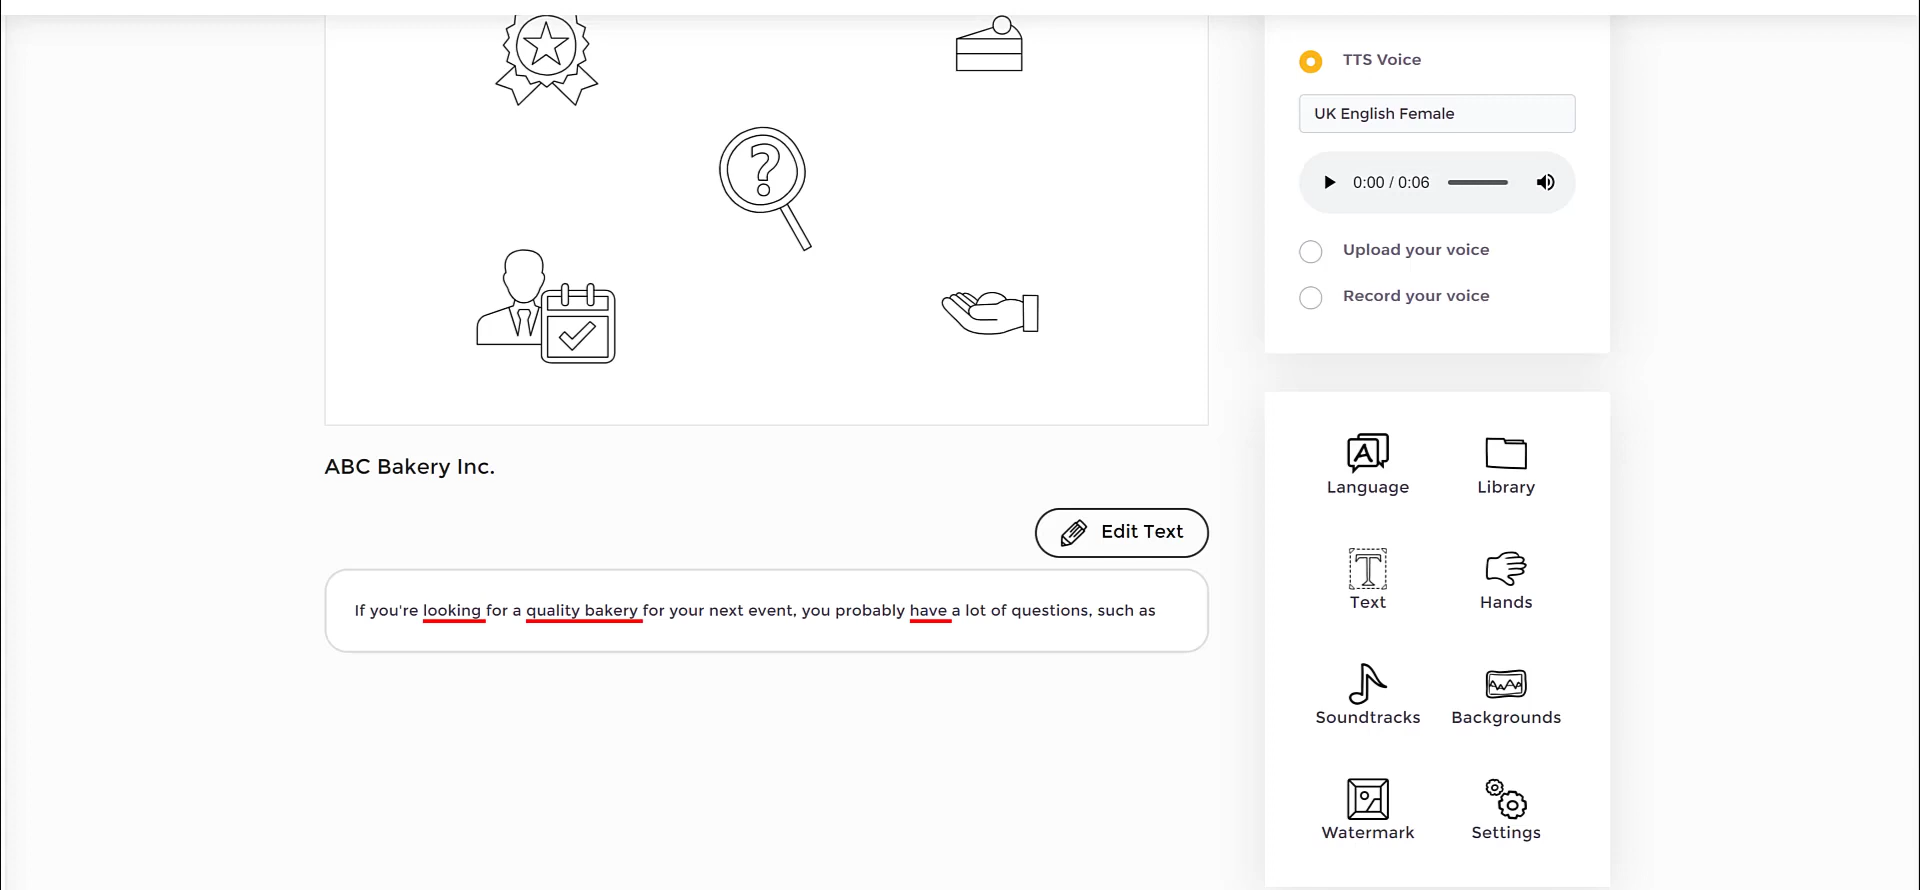 TTS Voice
UK English Female
0:00 / 0:06
Upload your voice
Record your voice
ABC Bakery Inc.
Edit Text
If you're looking for a quality bakery for your next event, you probably have a lot of questions, such as
Language
Library
Text
Hands
Soundtracks
Backgrounds
Watermark
Settings